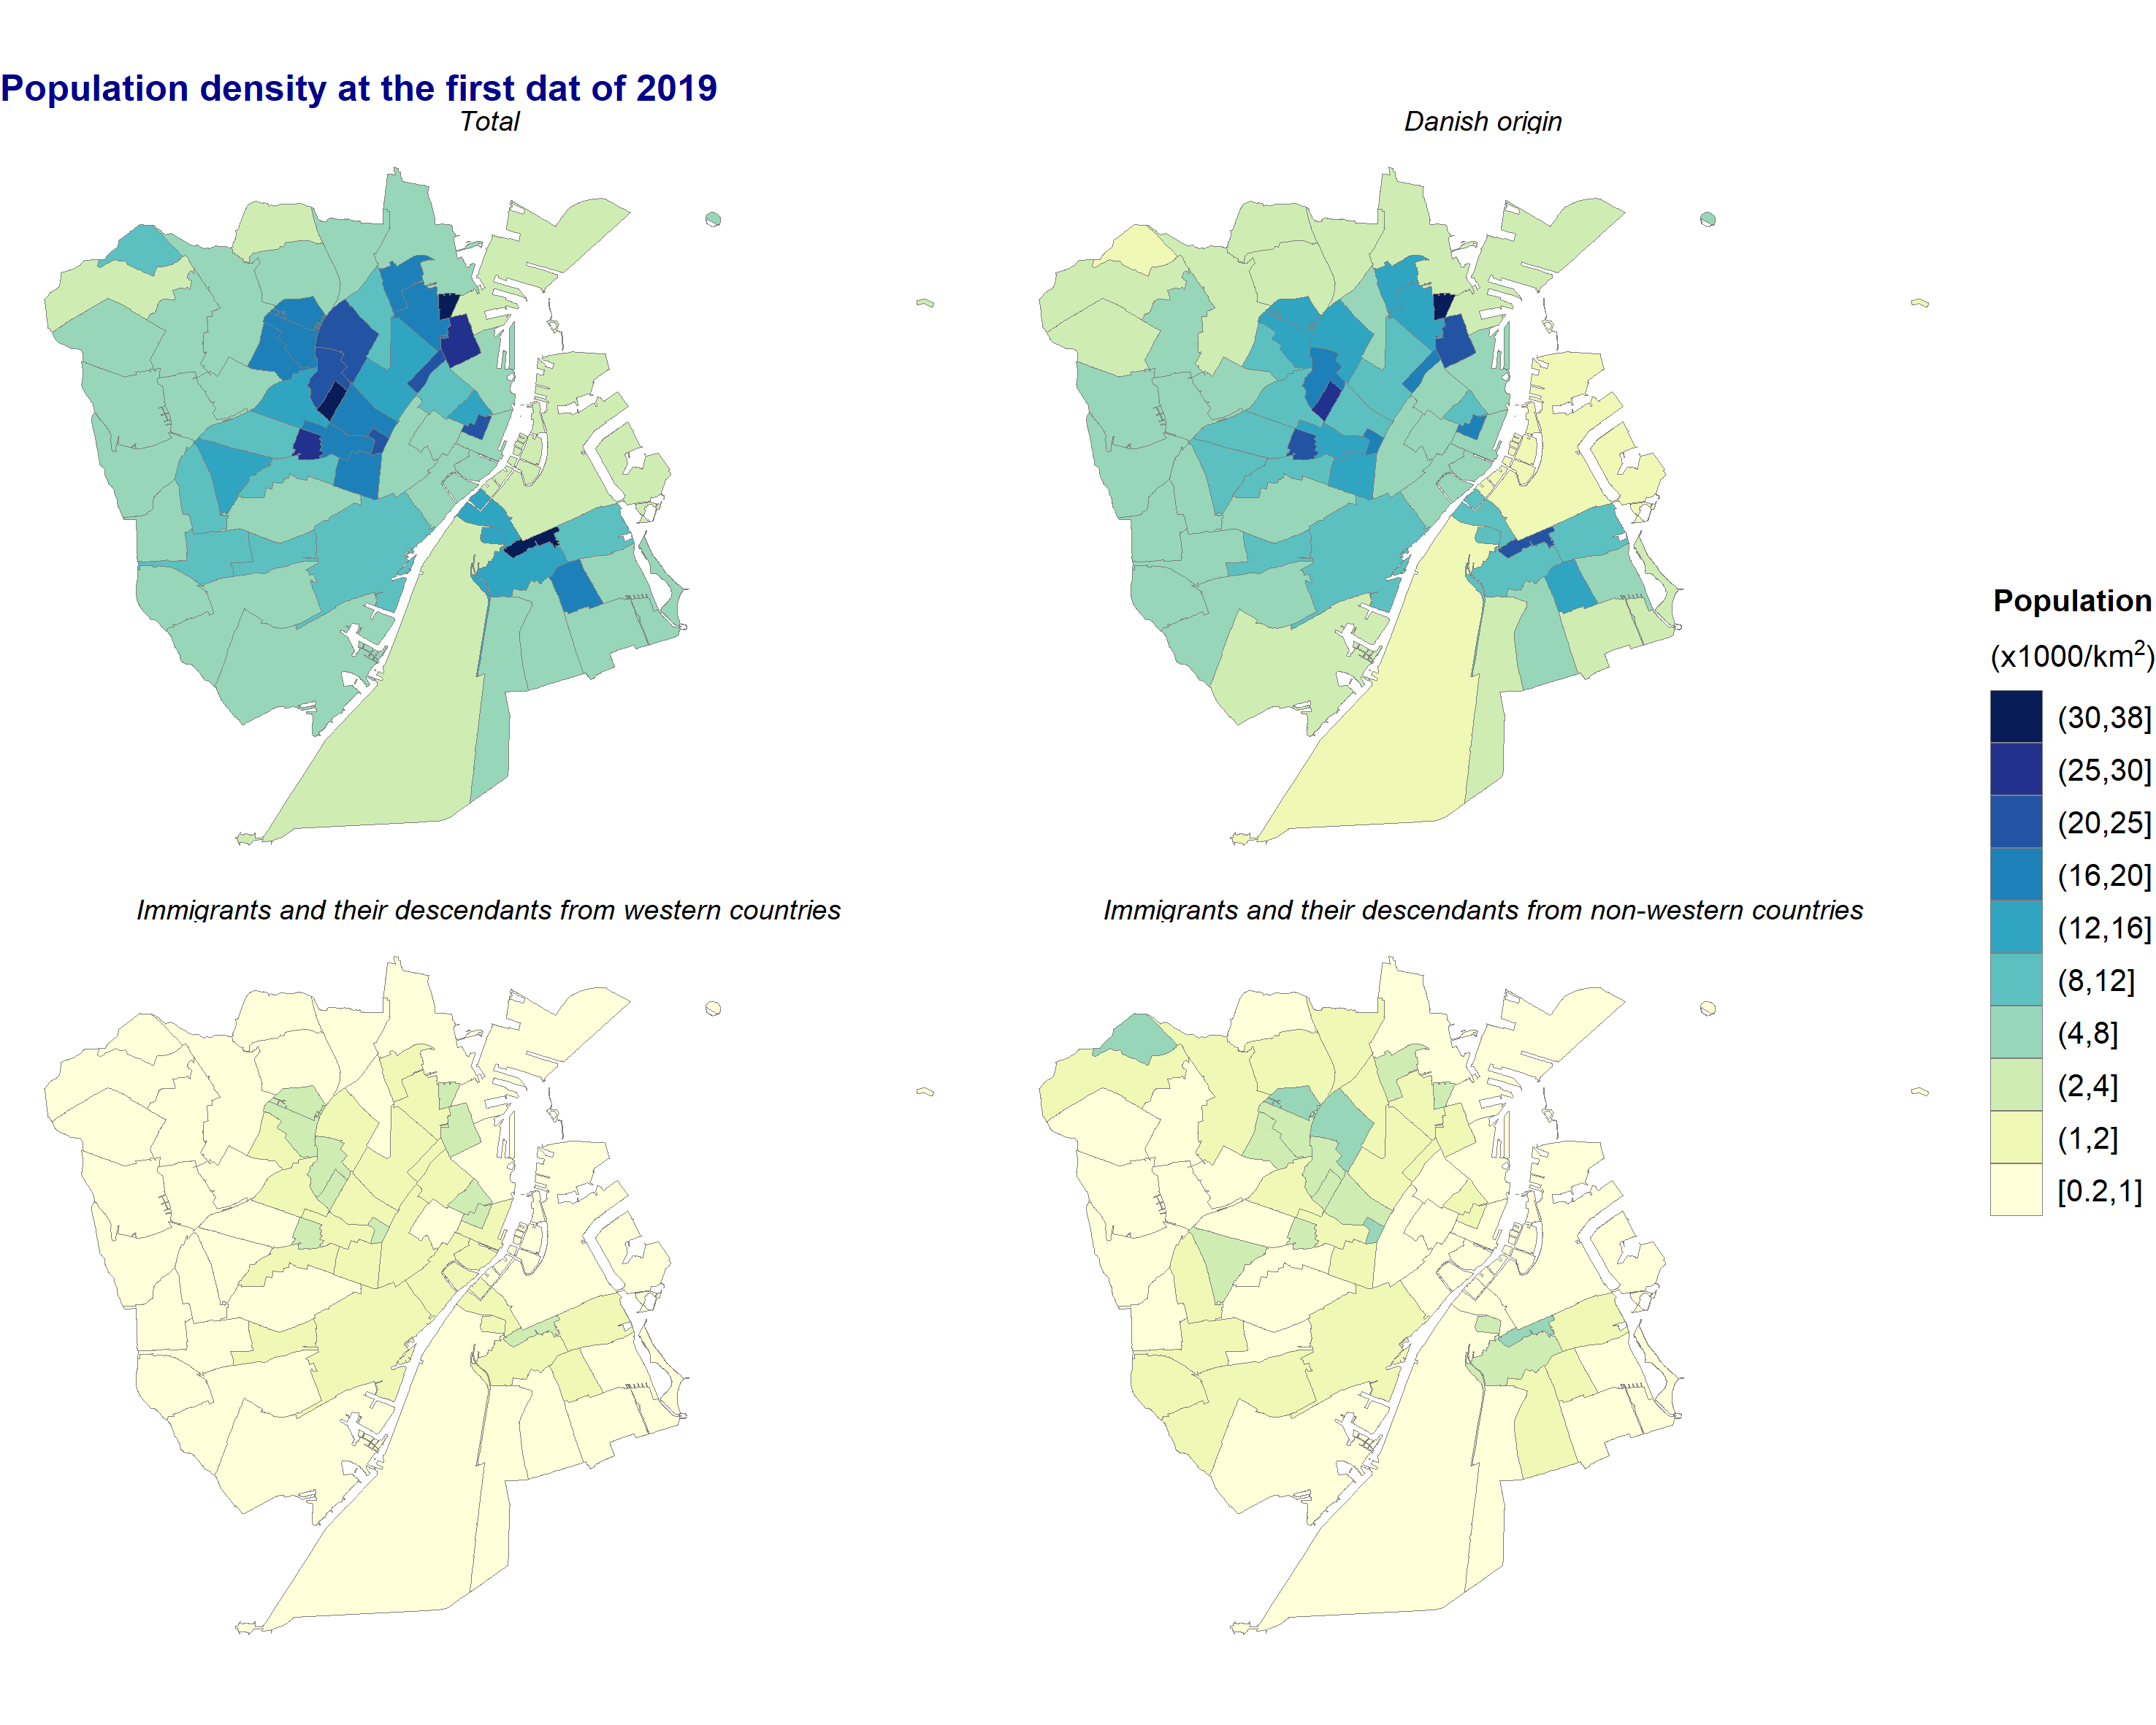 Population density at the first dat of 2019
Total
Danish origin
Immigrants and their descendants from western countries
Immigrants and their descendants from non-western countries
Population
(x1000/km²)
(30,38]
(25,30]
(20,25]
(16,20]
(12,16]
(8,12]
(4,8]
(2,4]
(1,2]
[0.2,1]